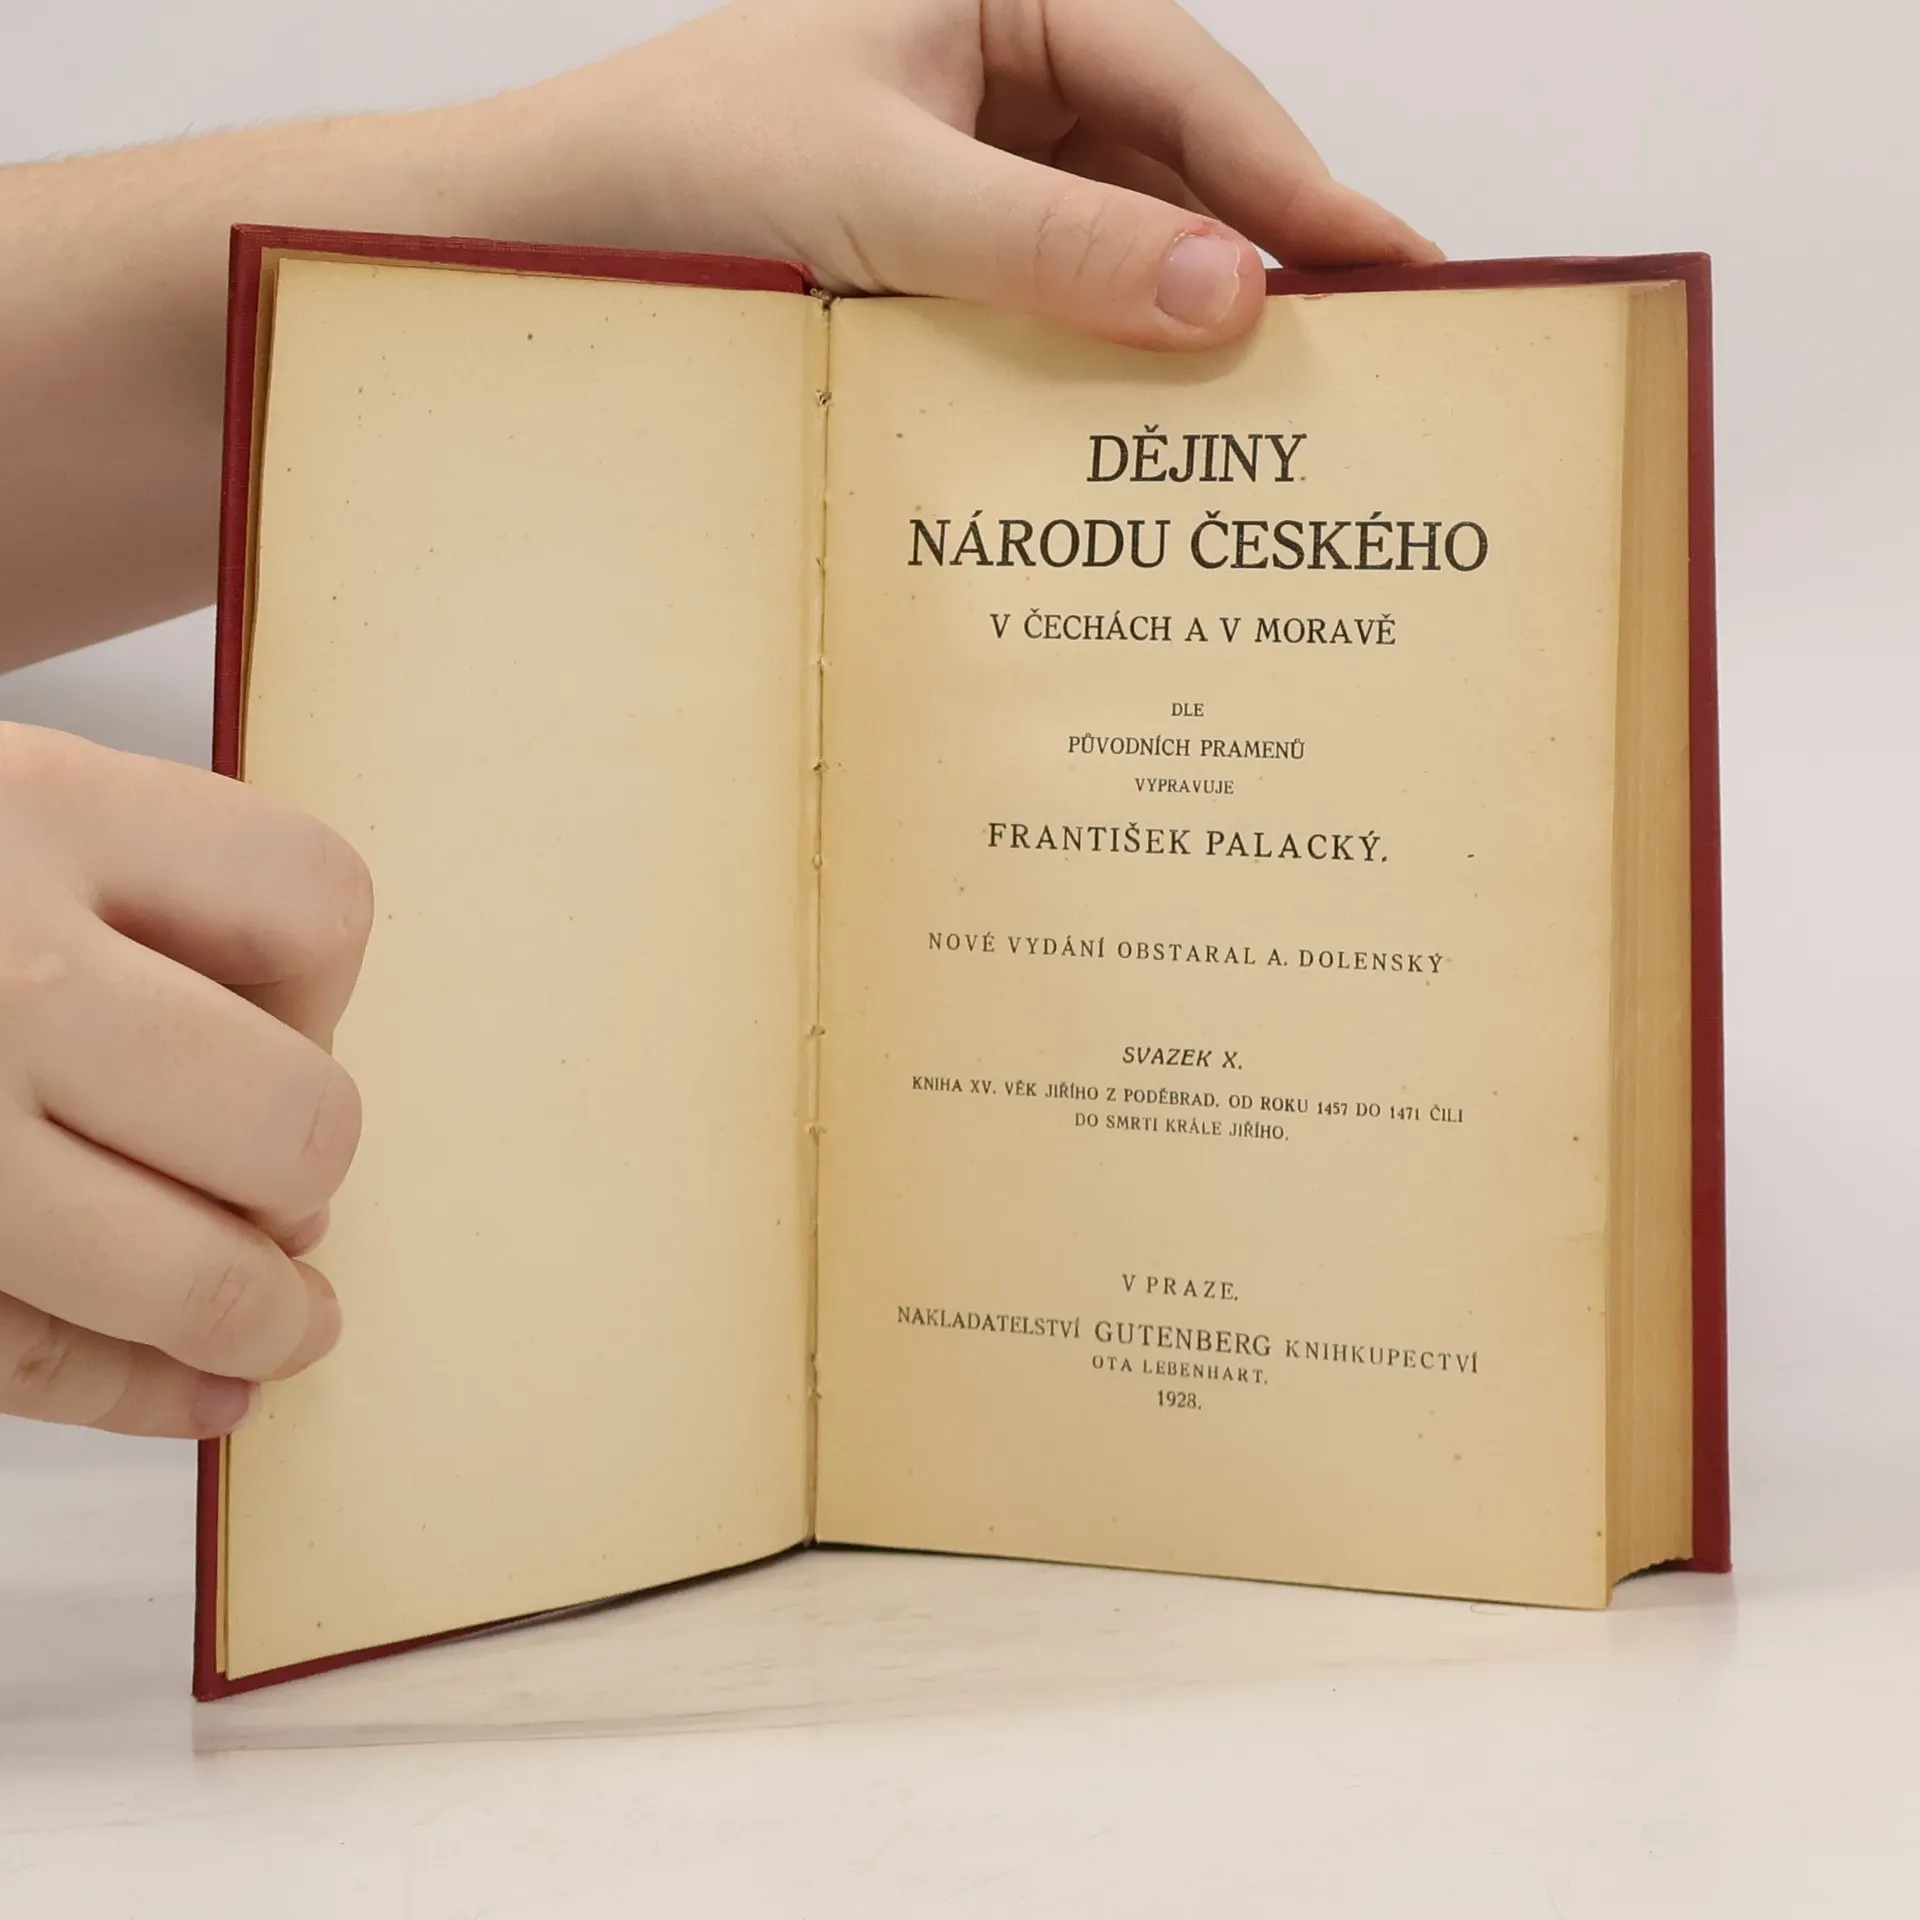 DĚJINY
NÁRODU ČESKÉHO
V ČECHÁCH A V MORAVĚ
DLE
PŮVODNÍCH PRAMENŮ
VYPRAVUJE
FRANTIŠEK PALACKÝ.
NOVÉ VYDÁNÍ OBSTARAL A. DOLENSKÝ
SVAZEK X.
KNIHA XV. VĚK JIŘÍHO Z PODĚBRAD. OD ROKU 1457 DO 1471 ČILI
DO SMRTI KRÁLE JIŘÍHO.
V PRAZE.
NAKLADATELSTVÍ GUTENBERG KNIHKUPECTVÍ
OTA LEBENHART.
1928.